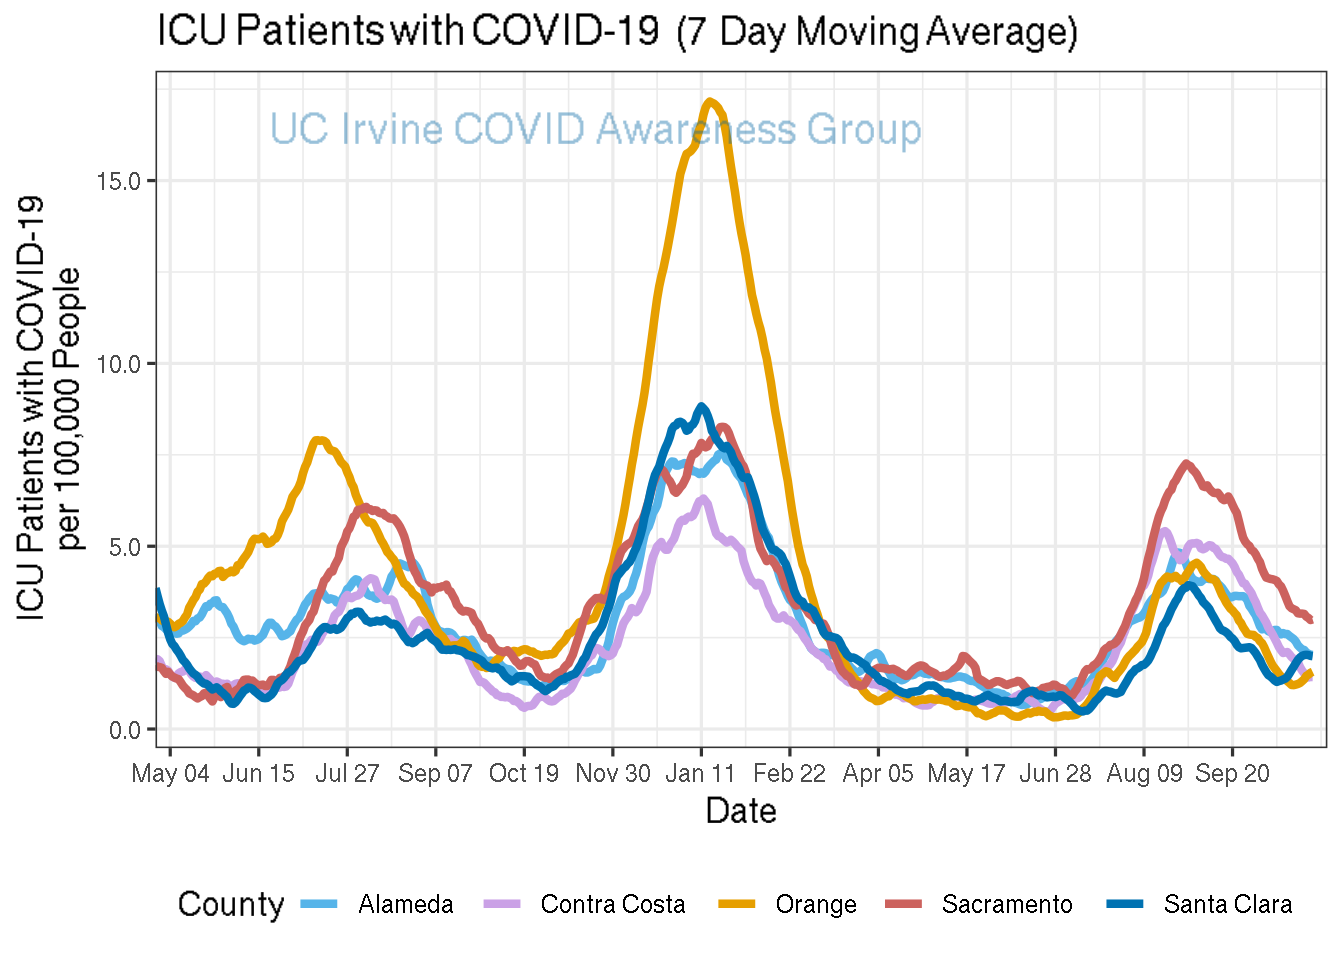 ICU Patients with COVID-19 (7 Day Moving Average)
UC Irvine COVID Awareness Group
ICU Patients with COVID-19
per 100,000 People
15.0
10.0
5.0
0.0
May 04 Jun 15 Jul 27 Sep 07 Oct 19 Nov 30 Jan 11 Feb 22 Apr 05 May 17 Jun 28 Aug 09 Sep 20
Date
County Alameda Contra Costa Orange Sacramento Santa Clara